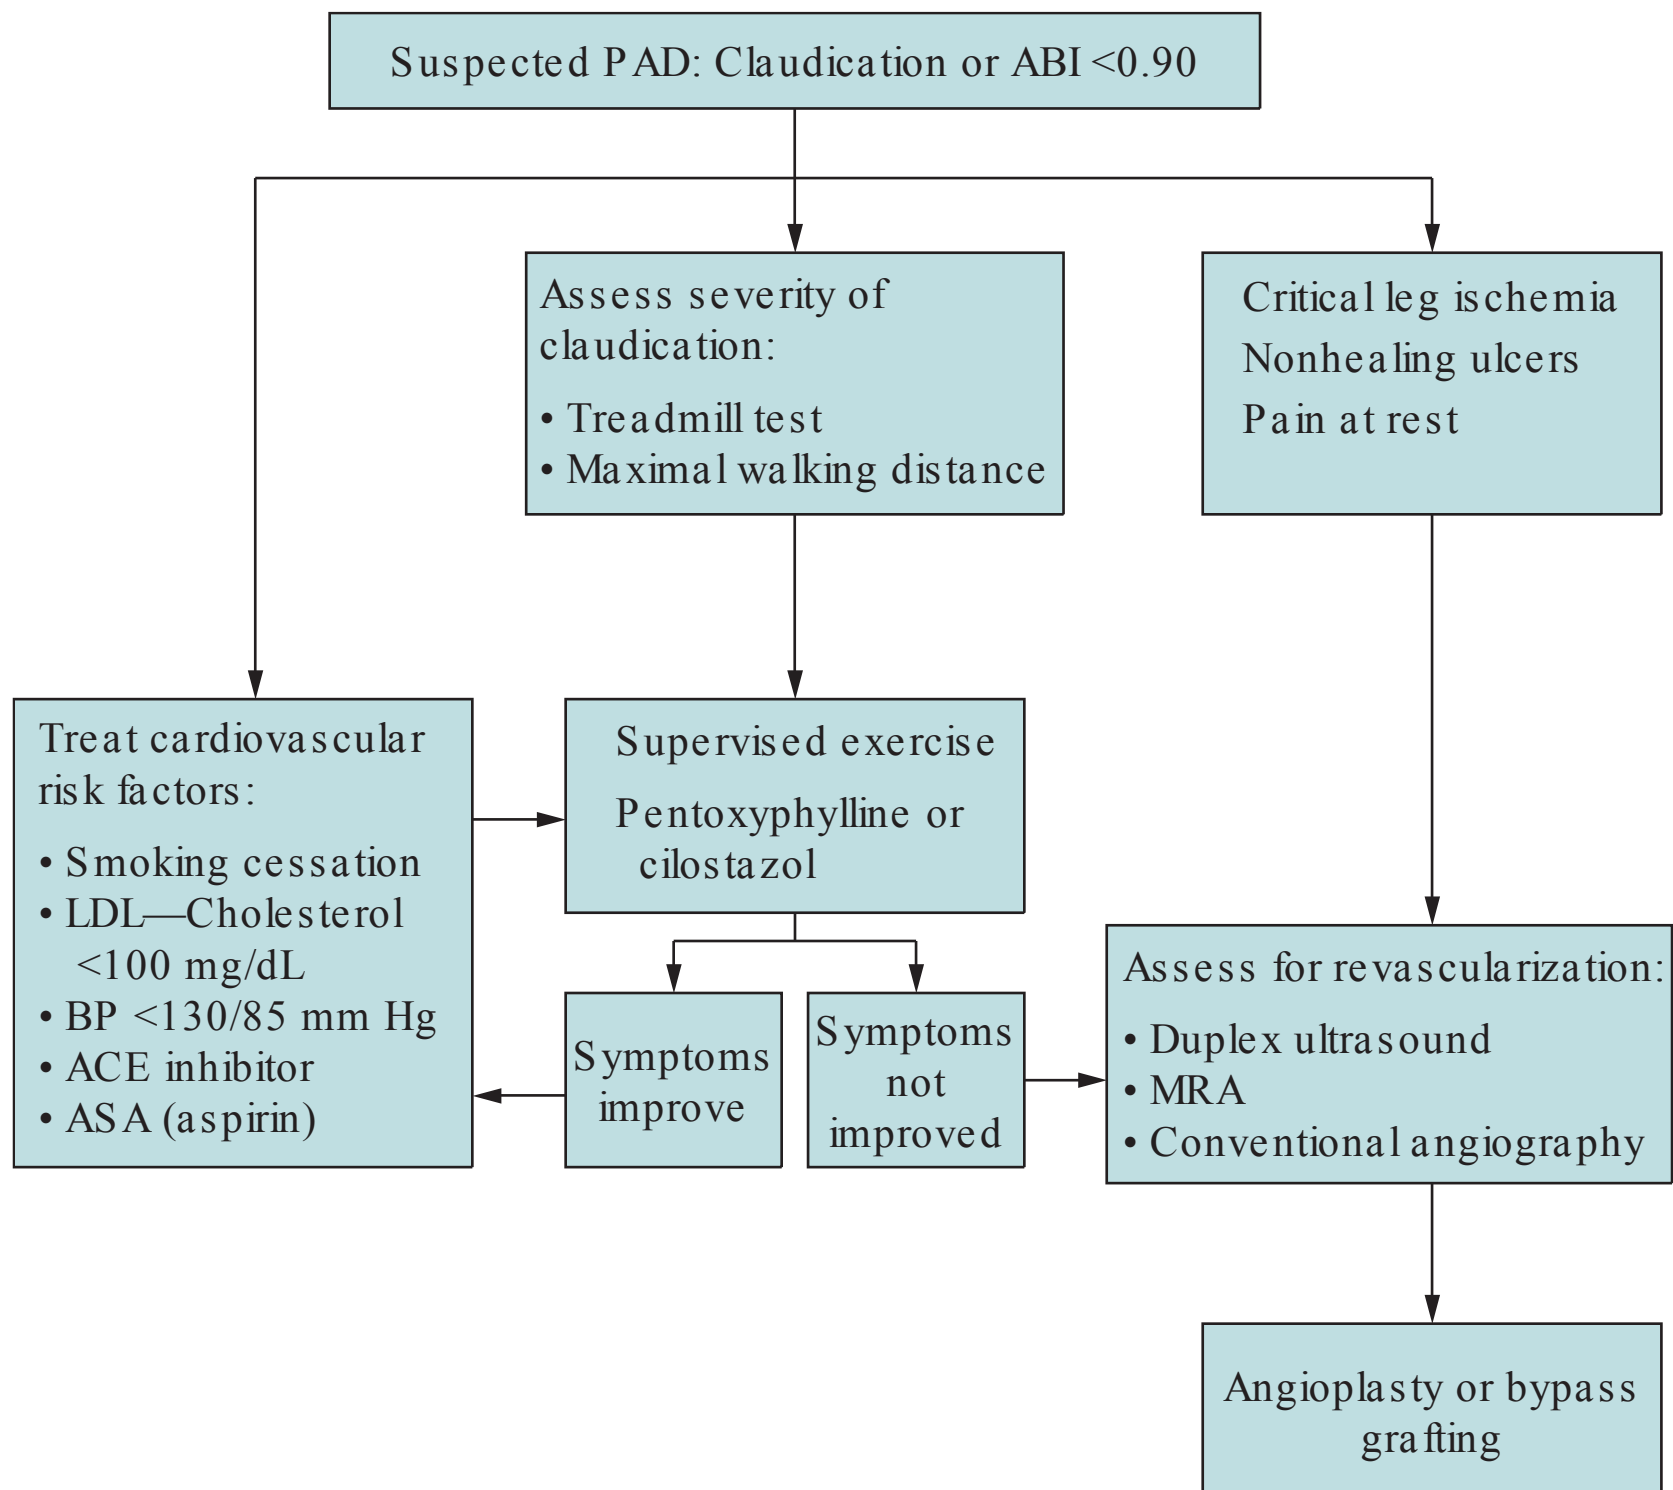 Suspected PAD: Claudication or ABI <0.90
Assess severity of
claudication:
• Treadmill test
• Maximal walking distance
Critical leg ischemia
Nonhealing ulcers
Pain at rest
Treat cardiovascular
risk factors:
• Smoking cessation
• LDL—Cholesterol
<100 mg/dL
• BP <130/85 mm Hg
• ACE inhibitor
• ASA (aspirin)
Supervised exercise
Pentoxyphylline or
cilostazol
Symptoms
improve
Symptoms
not
improved
Assess for revascularization:
• Duplex ultrasound
• MRA
• Conventional angiography
Angioplasty or bypass
grafting